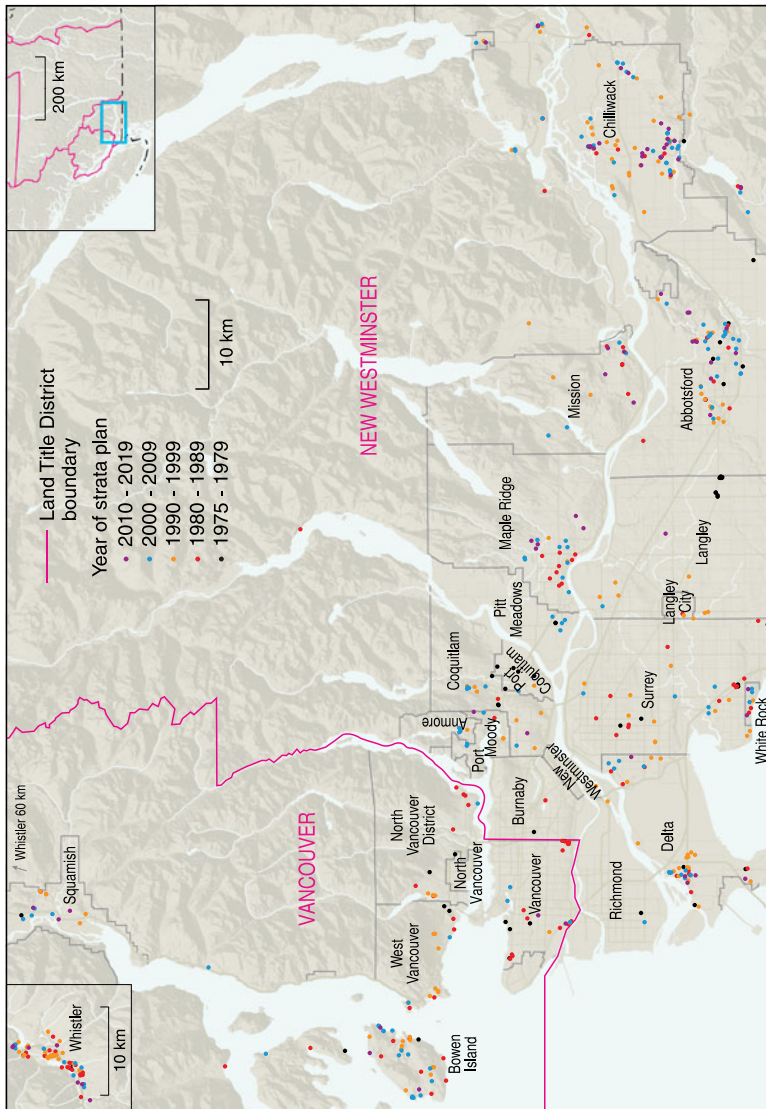 Whistler
10 km
Whistler 60 km
Squamish
200 km
Land Title District
boundary
Year of strata plan
2010 - 2019
2000 - 2009
1990 - 1999
1980 - 1989
1975 - 1979
10 km
VANCOUVER
NEW WESTMINSTER
Bowen
Island
West
Vancouver
North
Vancouver
District
North
Vancouver
Vancouver
Burnaby
Anmore
Port
Moody
Coquitlam
Port
Coquitlam
Pitt
Meadows
Maple Ridge
Mission
Chilliwack
New
Westminster
Richmond
Delta
Surrey
White Rock
Langley
City
Langley
Abbotsford